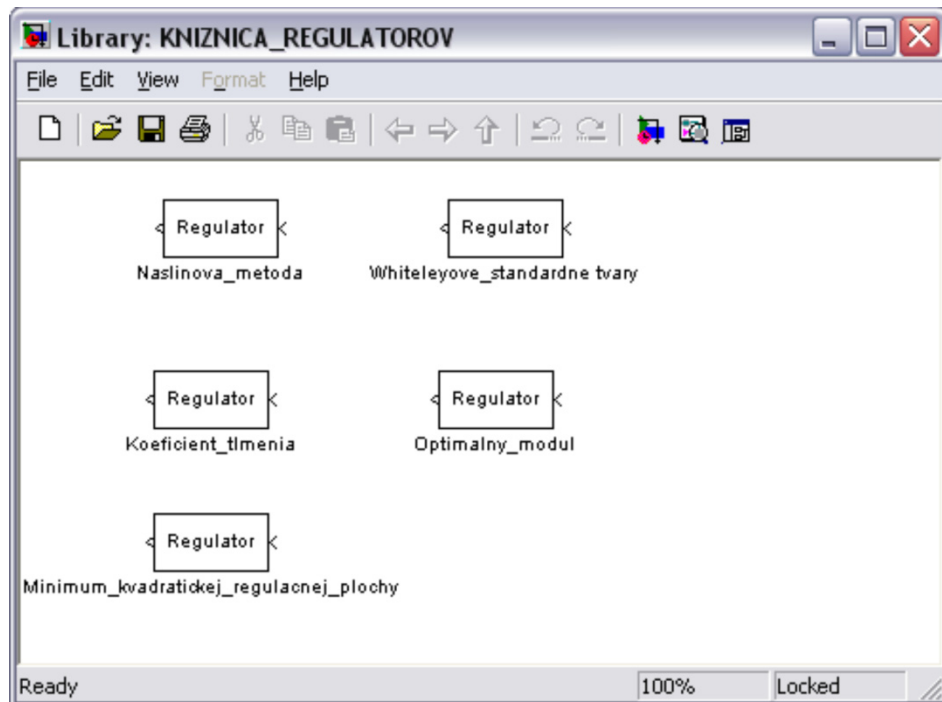 Library: KNIZNICA_REGULATOROV
File Edit View Format Help
Regulator Regulator
Naslinova_metoda Whiteleyove_standardne tvary
Regulator Regulator
Koeficient_tlmenia Optimalny_modul
Regulator
Minimum_kvadratickej_regulacnej_plochy
Ready 100% Locked